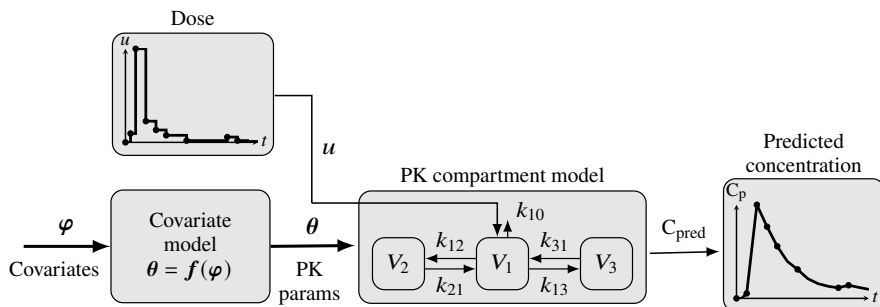 Dose
u
t
u
φ
Covariates
Covariate
model
θ = f(φ)
θ
PK
params
PK compartment model
k10
k12
k31
V2
V1
V3
k21
k13
Cpred
Predicted
concentration
Cp
t